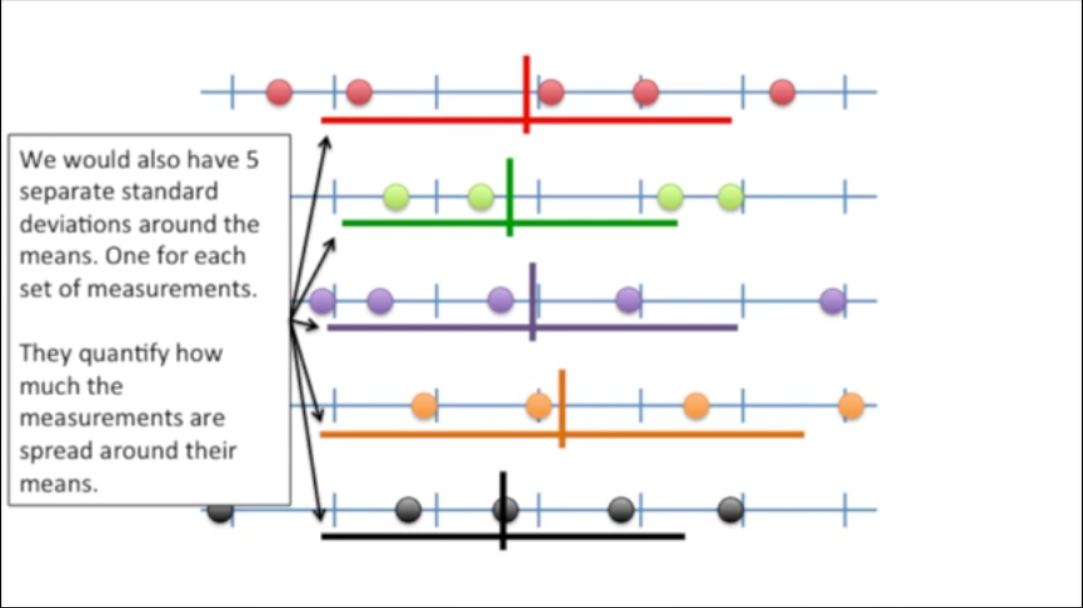 We would also have 5
separate standard
deviations around the
means. One for each
set of measurements.
They quantify how
much the
measurements are
spread around their
means.